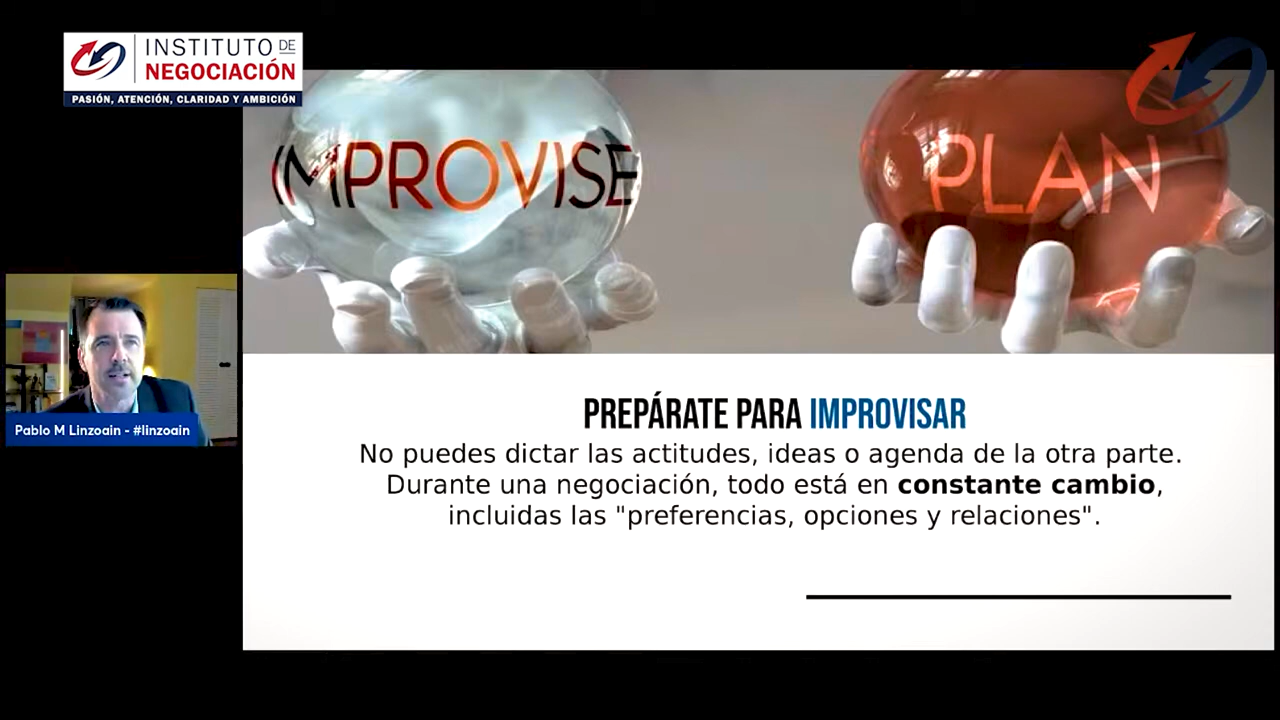 INSTITUTO DE
NEGOCIACIÓN
PASIÓN, ATENCIÓN, CLARIDAD Y AMBICIÓN
IMPROVISE
PLAN
Pablo M Linzoain - #linzoain
PREPÁRATE PARA IMPROVISAR
No puedes dictar las actitudes, ideas o agenda de la otra parte.
Durante una negociación, todo está en constante cambio,
incluidas las "preferencias, opciones y relaciones".